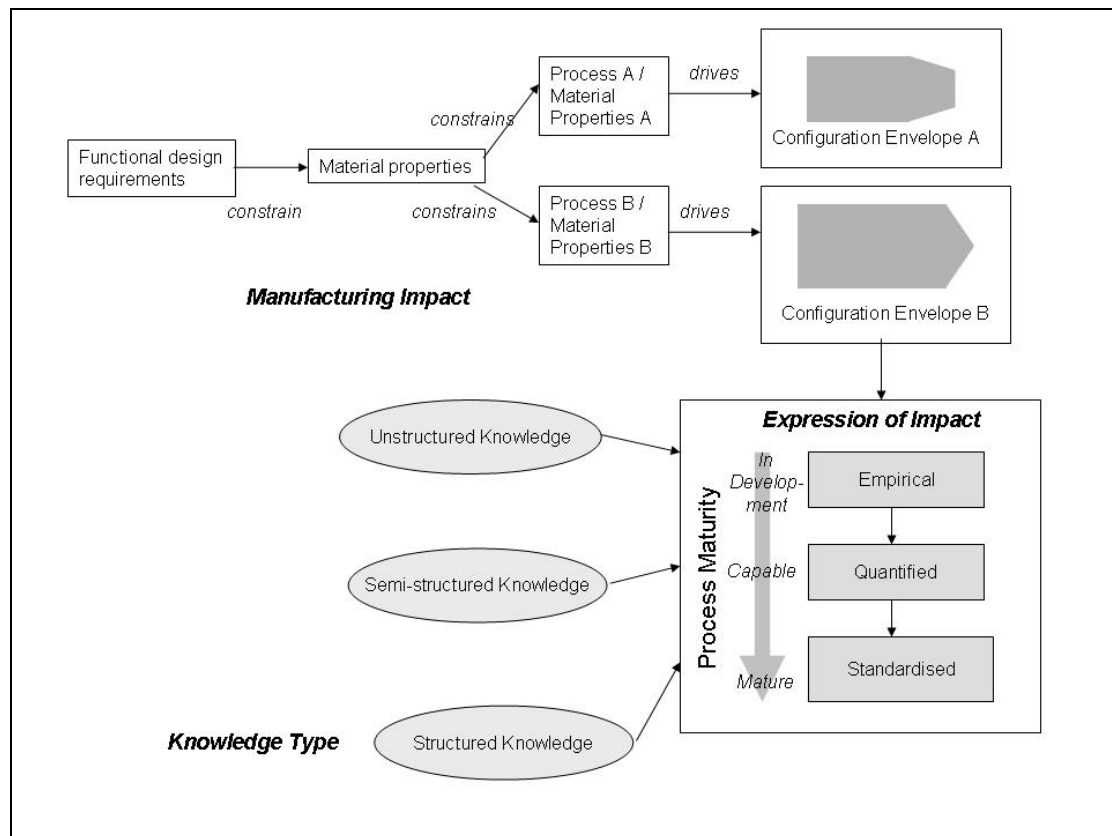 Functional design
requirements
constrain
Material properties
constrains
constrains
Process A /
Material
Properties A
drives
Configuration Envelope A
Process B /
Material
Properties B
drives
Configuration Envelope B
Manufacturing Impact
Unstructured Knowledge
Semi-structured Knowledge
Knowledge Type
Structured Knowledge
Expression of Impact
Process Maturity
In
Develop-
ment
Capable
Mature
Empirical
Quantified
Standardised